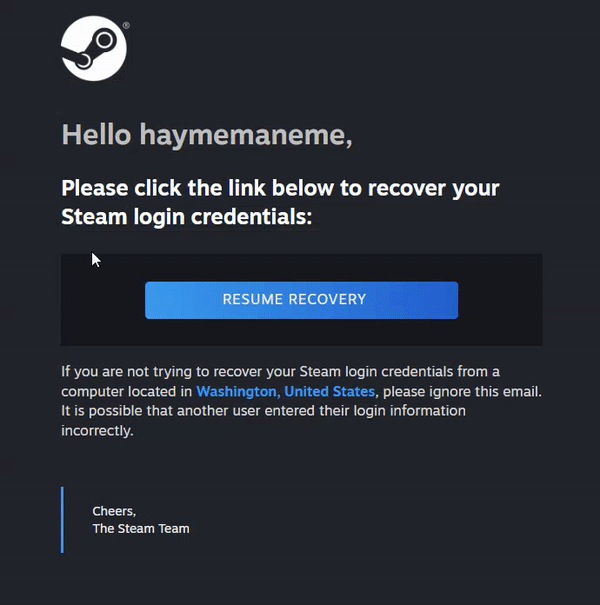 ®
Hello haymemaneme,
Please click the link below to recover your
Steam login credentials:
RESUME RECOVERY
If you are not trying to recover your Steam login credentials from a
computer located in Washington, United States, please ignore this email.
It is possible that another user entered their login information
incorrectly.
Cheers,
The Steam Team